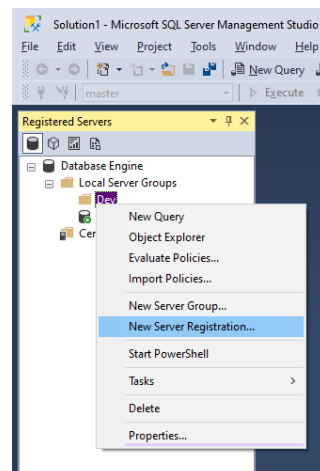 Solution1 - Microsoft SQL Server Management Studio
File Edit View Project Tools Window Help
New Query
master Execute
Registered Servers
Database Engine
Local Server Groups
Dev
Cen
New Query
Object Explorer
Evaluate Policies...
Import Policies...
New Server Group...
New Server Registration...
Start PowerShell
Tasks
Delete
Properties...